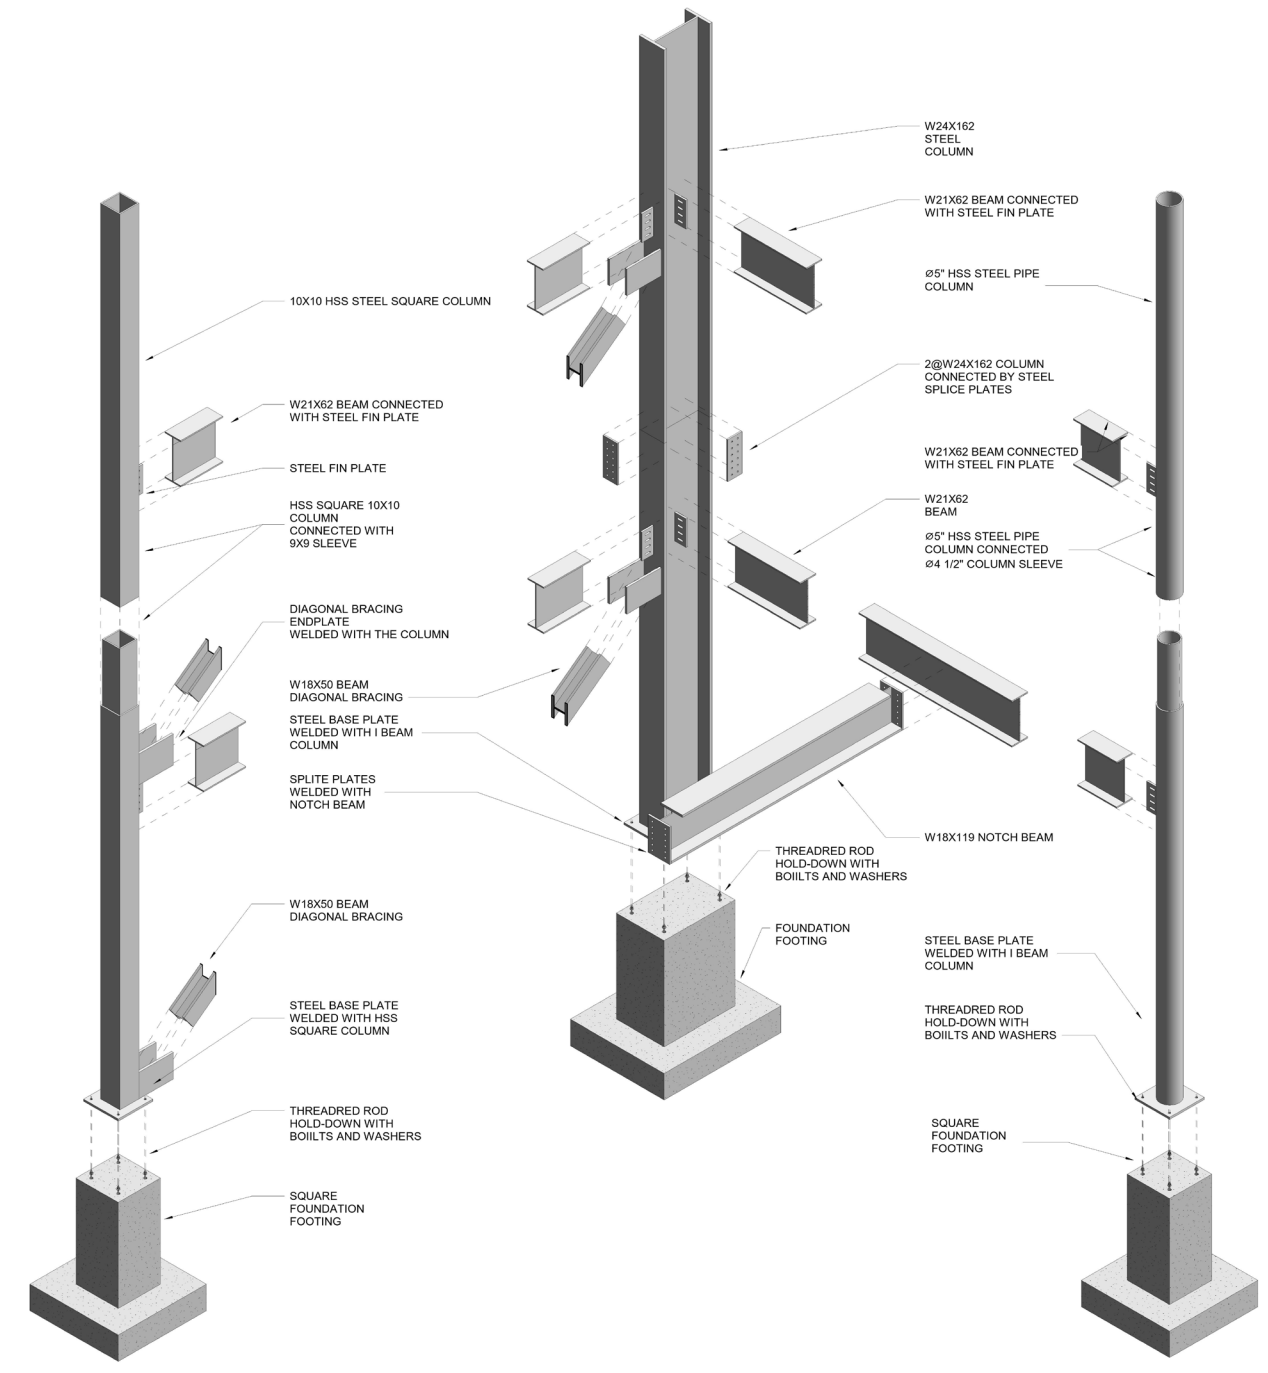 W24X162
STEEL
COLUMN
W21X62 BEAM CONNECTED
WITH STEEL FIN PLATE
Ø5" HSS STEEL PIPE
COLUMN
10X10 HSS STEEL SQUARE COLUMN
2@W24X162 COLUMN
CONNECTED BY STEEL
SPLICE PLATES
W21X62 BEAM CONNECTED
WITH STEEL FIN PLATE
W21X62 BEAM CONNECTED
WITH STEEL FIN PLATE
STEEL FIN PLATE
W21X62
BEAM
HSS SQUARE 10X10
COLUMN
CONNECTED WITH
9X9 SLEEVE
Ø5" HSS STEEL PIPE
COLUMN CONNECTED
Ø4 1/2" COLUMN SLEEVE
DIAGONAL BRACING
ENDPLATE
WELDED WITH THE COLUMN
W18X50 BEAM
DIAGONAL BRACING
STEEL BASE PLATE
WELDED WITH I BEAM
COLUMN
SPLITE PLATES
WELDED WITH
NOTCH BEAM
W18X119 NOTCH BEAM
THREADRED ROD
HOLD-DOWN WITH
BOIILTS AND WASHERS
W18X50 BEAM
DIAGONAL BRACING
FOUNDATION
FOOTING
STEEL BASE PLATE
WELDED WITH I BEAM
COLUMN
STEEL BASE PLATE
WELDED WITH HSS
SQUARE COLUMN
THREADRED ROD
HOLD-DOWN WITH
BOIILTS AND WASHERS
THREADRED ROD
HOLD-DOWN WITH
BOIILTS AND WASHERS
SQUARE
FOUNDATION
FOOTING
SQUARE
FOUNDATION
FOOTING